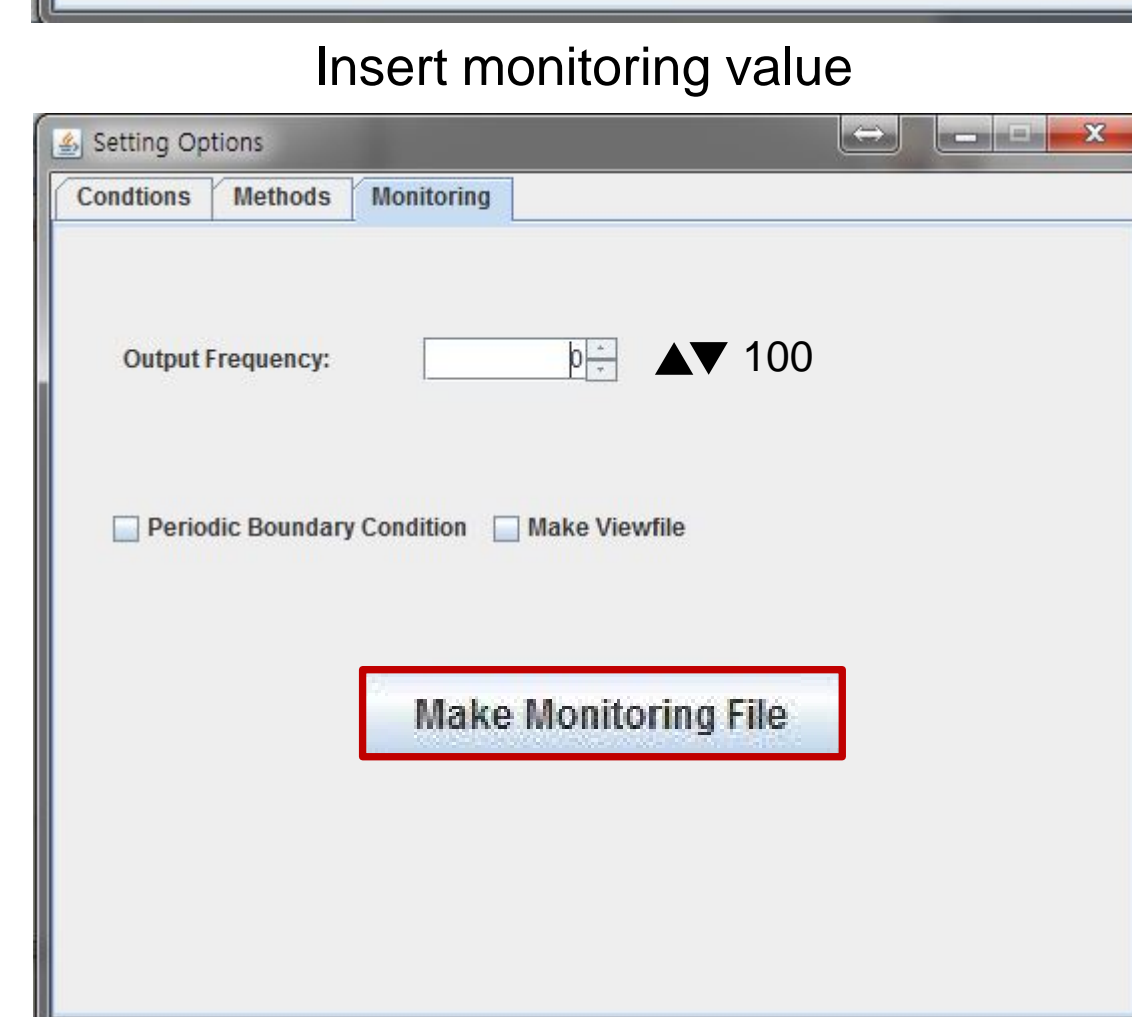 Insert monitoring value
Setting Options
Condtions Methods Monitoring
Output Frequency: 0 ▲▼ 100
Periodic Boundary Condition Make Viewfile
Make Monitoring File